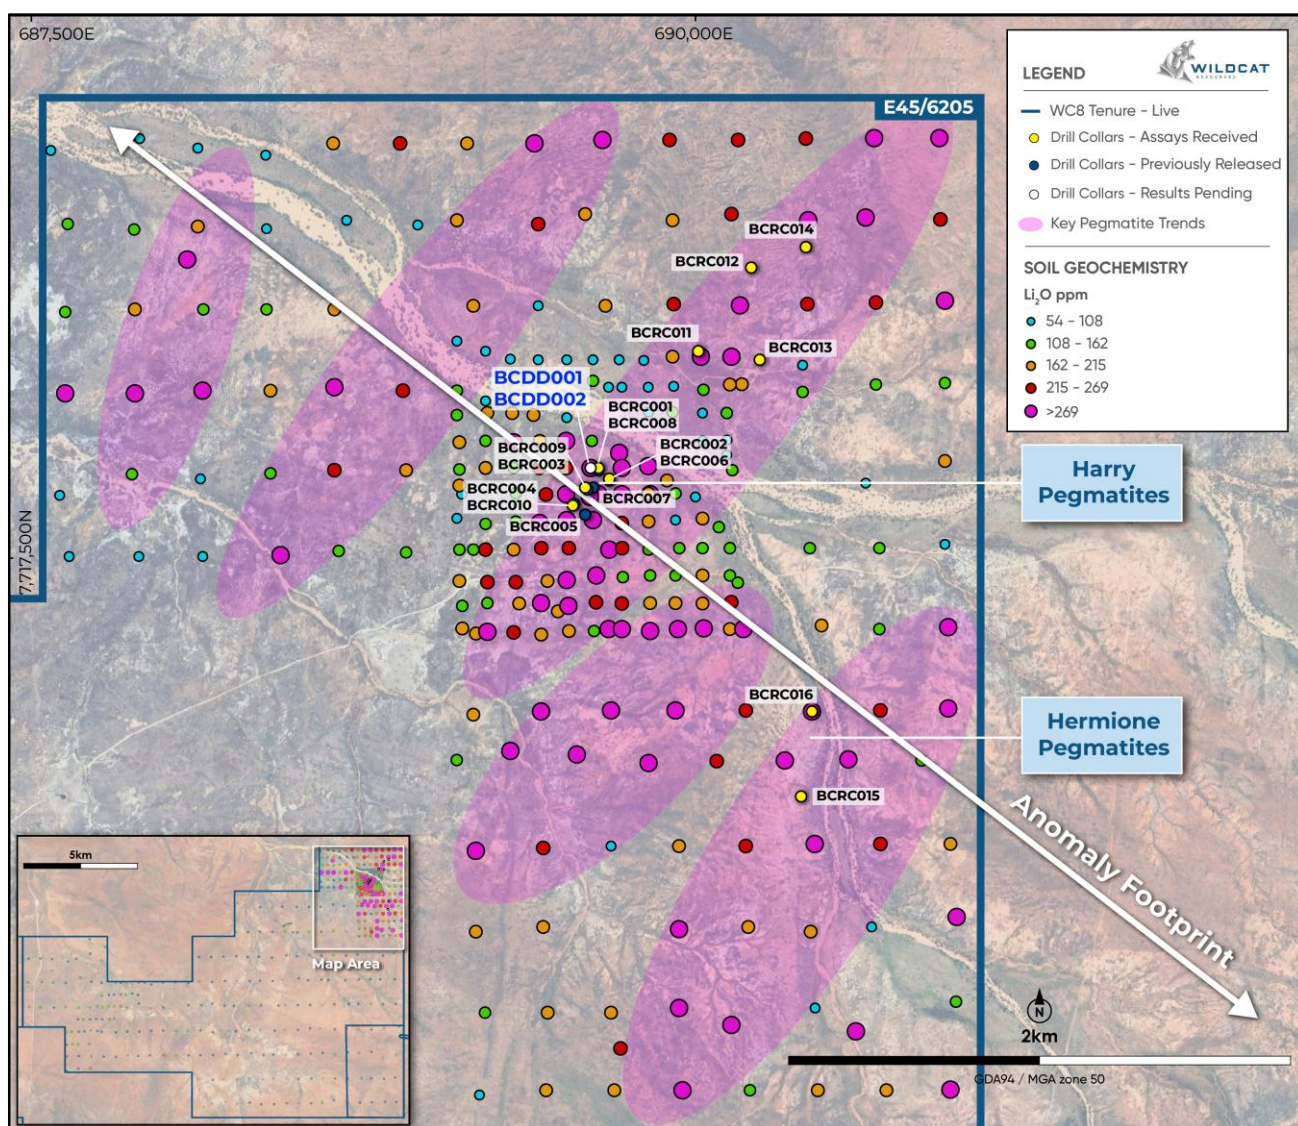 687,500E
690,000E
E45/6205
LEGEND
WILDCAT
RESOURCES
WC8 Tenure - Live
Drill Collars - Assays Received
Drill Collars - Previously Released
Drill Collars - Results Pending
Key Pegmatite Trends
SOIL GEOCHEMISTRY
Li₂O ppm
54 - 108
108 - 162
162 - 215
215 - 269
>269
BCRC014
BCRC012
BCRC011
BCRC013
BCDD001
BCDD002
BCRC001
BCRC008
BCRC009
BCRC003
BCRC002
BCRC006
BCRC004
BCRC010
BCRC007
BCRC005
Harry
Pegmatites
7,717,500N
BCRC016
Hermione
Pegmatites
BCRC015
Anomaly Footprint
5km
Map Area
N
2km
GDA94 / MGA zone 50